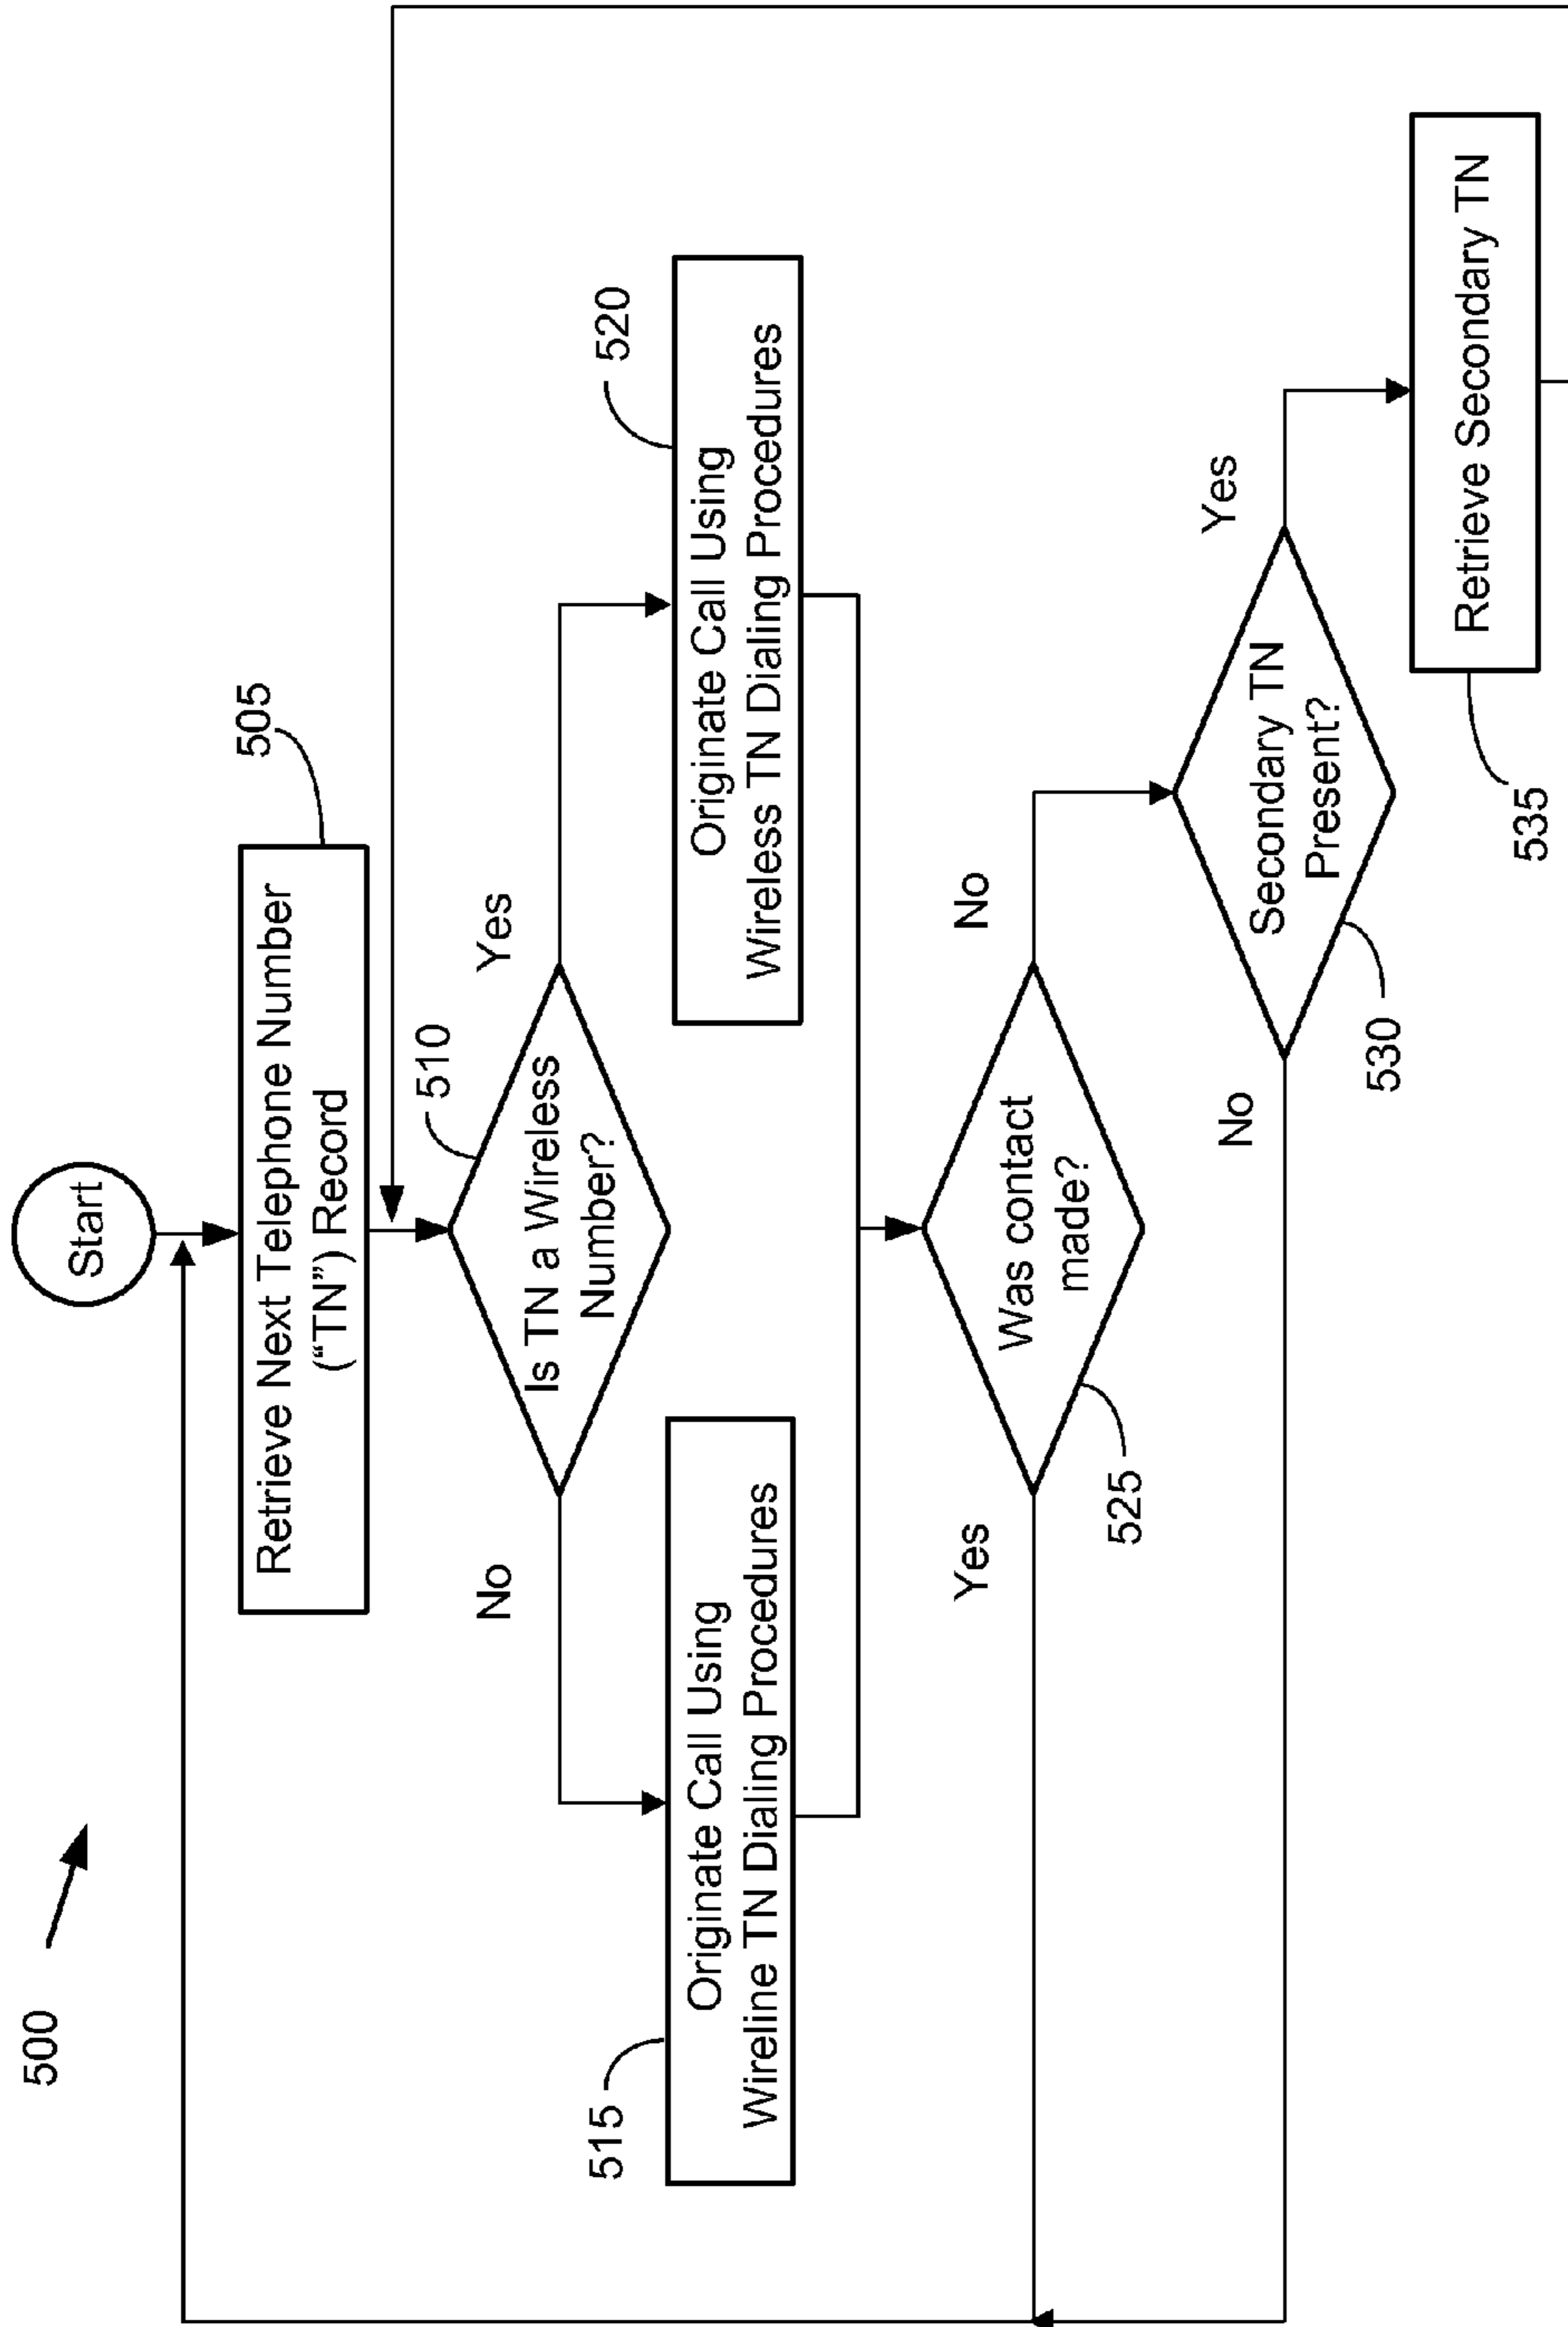 500
Start
505
Retrieve Next Telephone Number
(“TN”) Record
510
Is TN a Wireless
Number?
No
Yes
515
Originate Call Using
Wireline TN Dialing Procedures
520
Originate Call Using
Wireless TN Dialing Procedures
Was contact
made?
525
Yes
No
Secondary TN
Present?
530
No
Yes
Retrieve Secondary TN
535